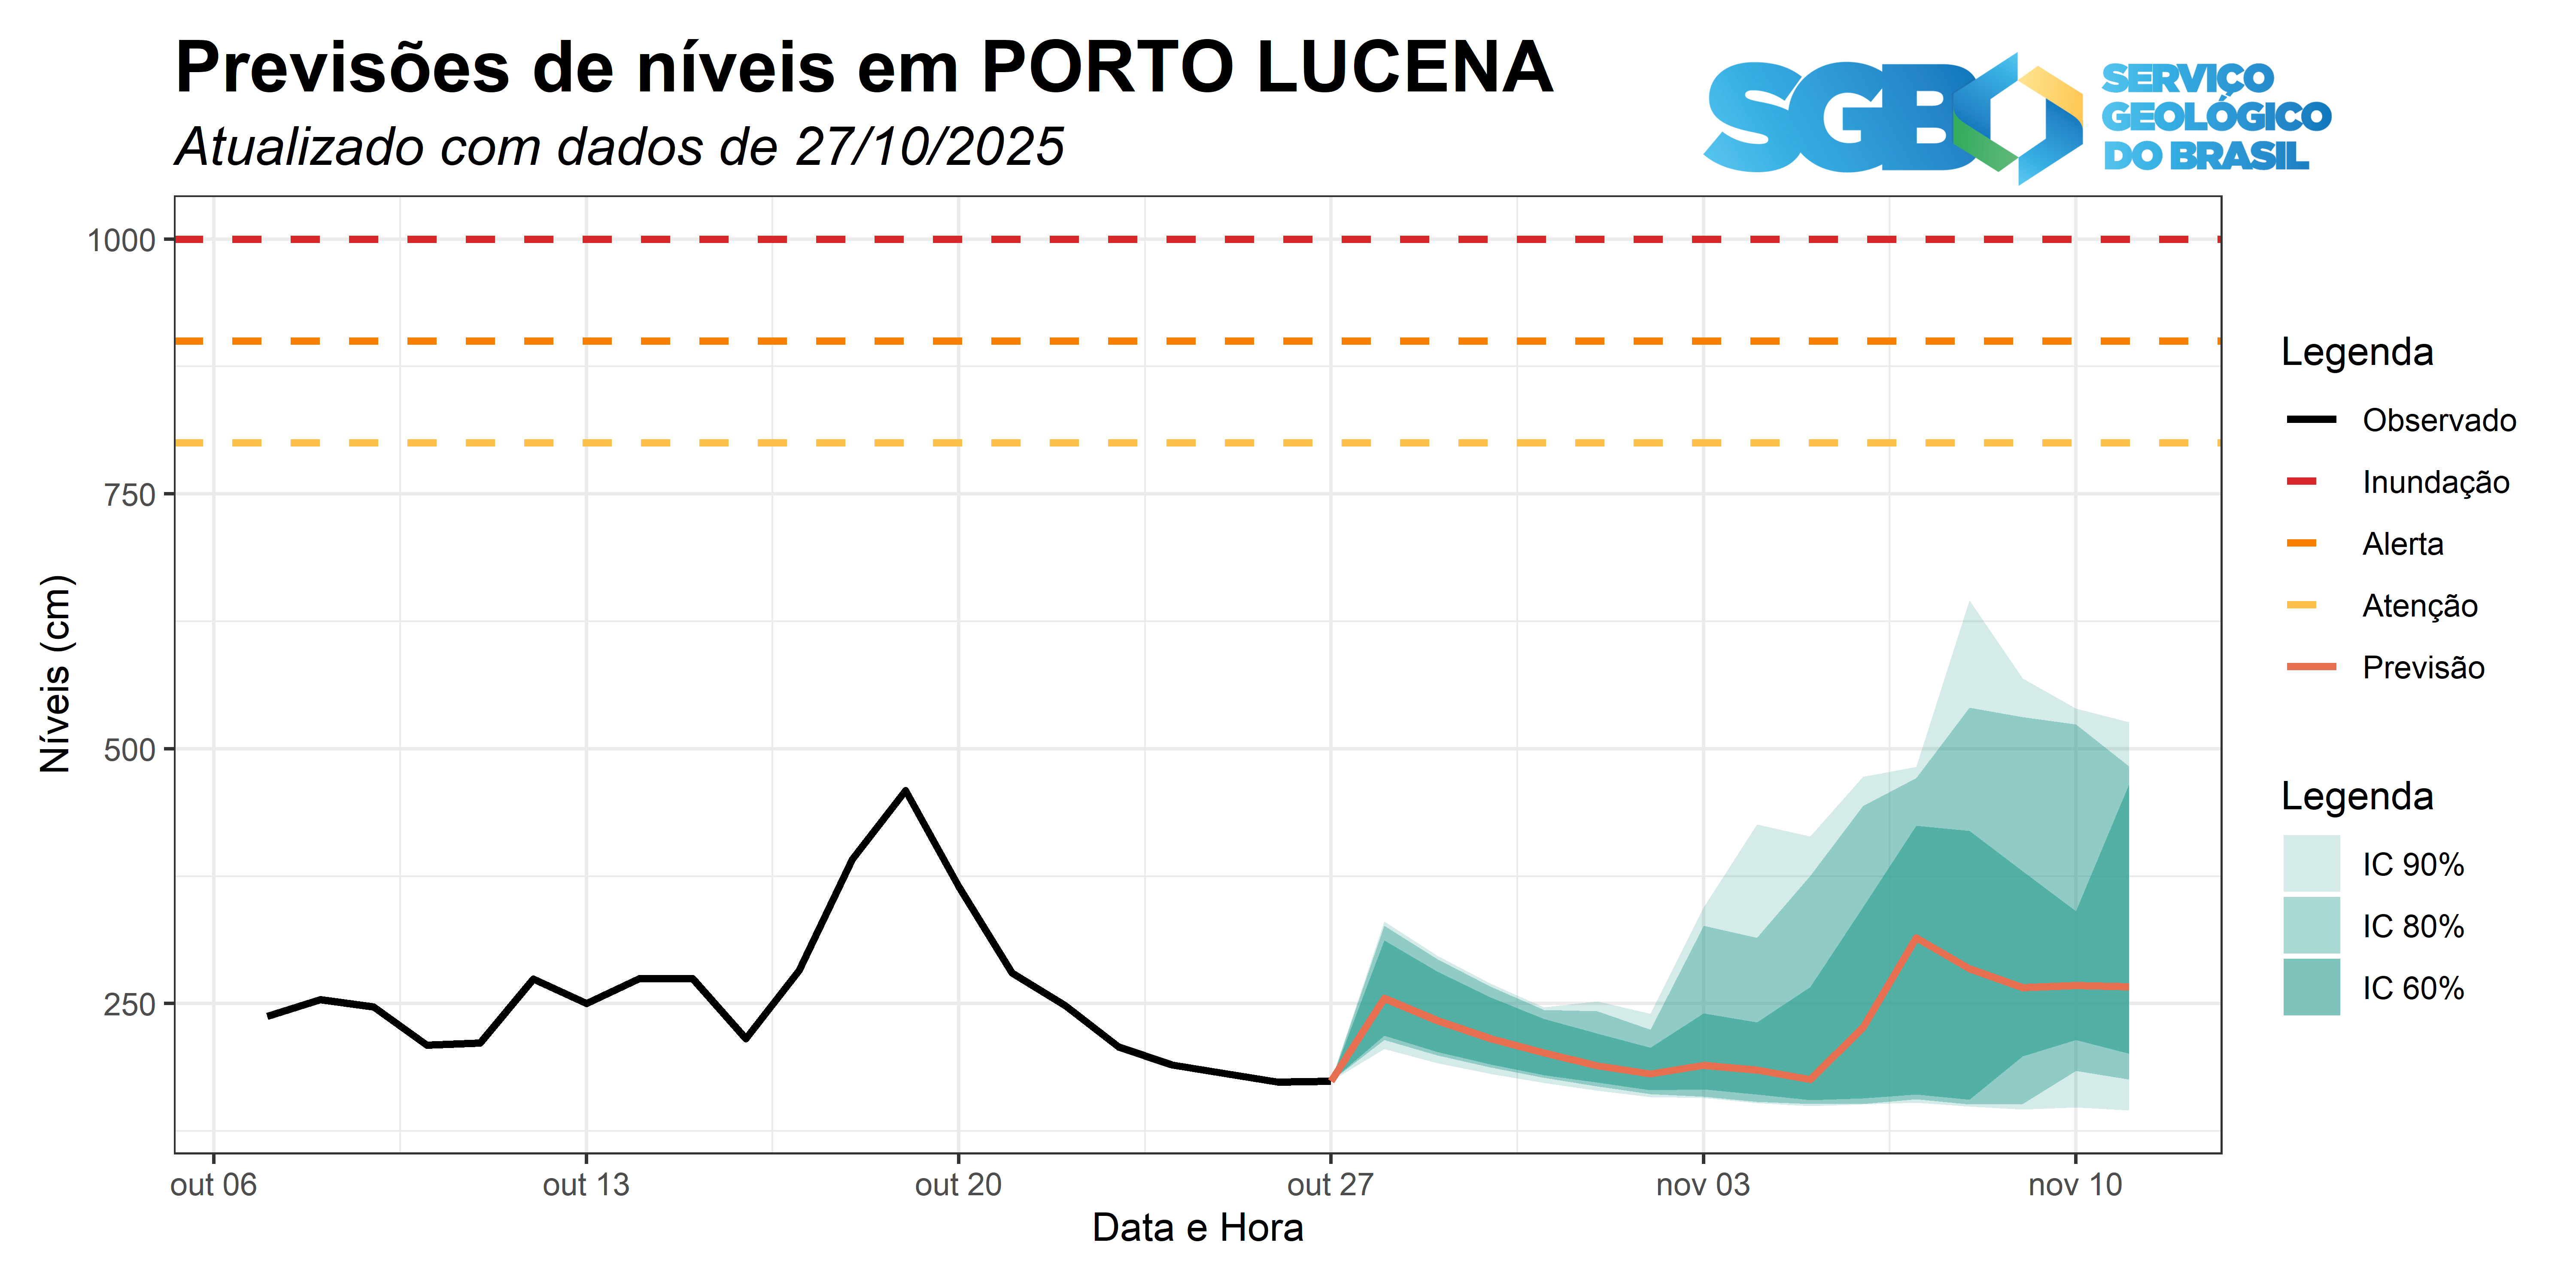 Previsões de níveis em PORTO LUCENA
Atualizado com dados de 27/10/2025
SGB
SERVIÇO
GEOLÓGICO
DO BRASIL
1000
750
500
250
Níveis (cm)
out 06
out 13
out 20
out 27
nov 03
nov 10
Data e Hora
Legenda
Observado
Inundação
Alerta
Atenção
Previsão
Legenda
IC 90%
IC 80%
IC 60%